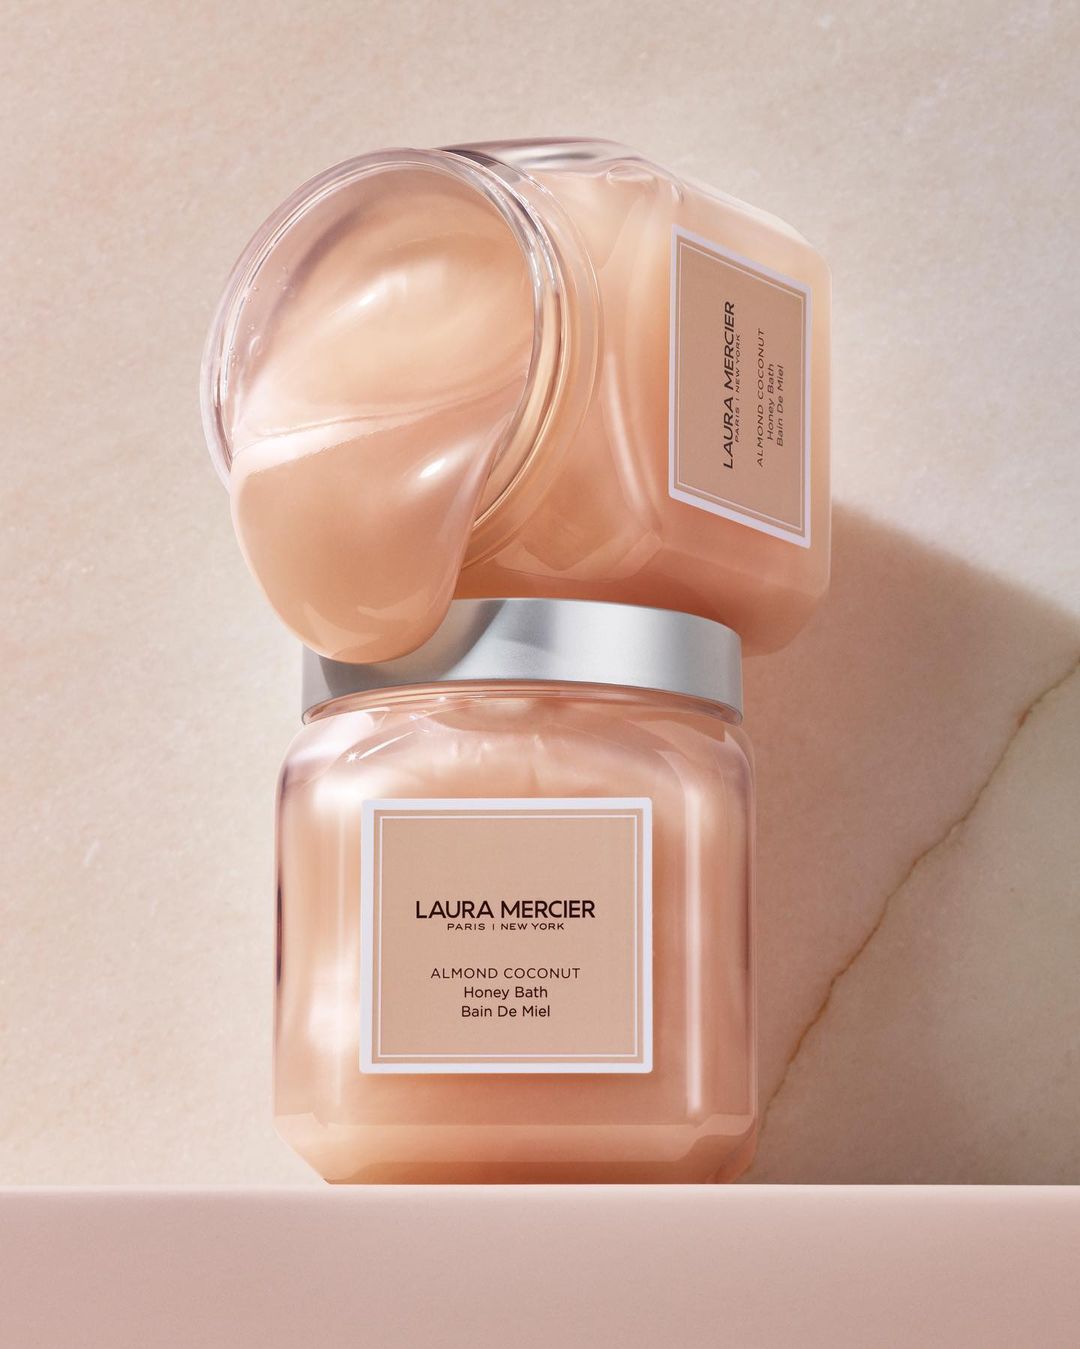 LAURA MERCIER
PARIS | NEW YORK
ALMOND COCONUT
Honey Bath
Bain De Miel
LAURA MERCIER
PARIS | NEW YORK
ALMOND COCONUT
Honey Bath
Bain De Miel